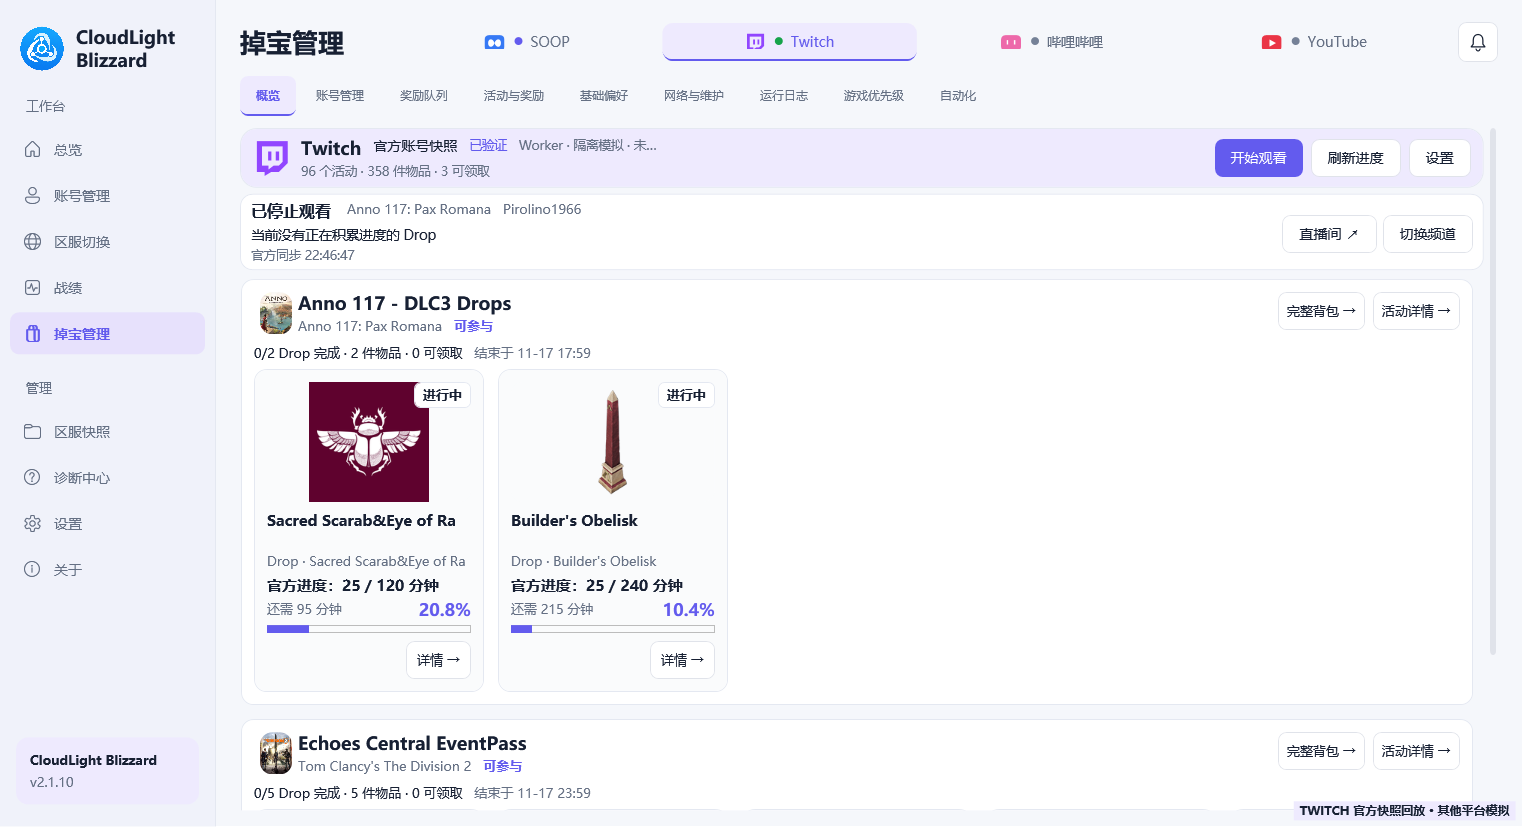 CloudLight
Blizzard
工作台
总览
账号管理
区服切换
战绩
掉宝管理
管理
区服快照
诊断中心
设置
关于
CloudLight Blizzard
v2.1.10
掉宝管理
SOOP
Twitch
哔哩哔哩
YouTube
概览
账号管理
奖励队列
活动与奖励
基础偏好
网络与维护
运行日志
游戏优先级
自动化
Twitch 官方账号快照 已验证 Worker · 隔离模拟 · 未...
96 个活动 · 358 件物品 · 3 可领取
开始观看
刷新进度
设置
已停止观看 Anno 117: Pax Romana Pirolino1966
当前没有正在积累进度的 Drop
官方同步 22:46:47
直播间 ↗
切换频道
ANNO
Anno 117 - DLC3 Drops
Anno 117: Pax Romana 可参与
0/2 Drop 完成 · 2 件物品 · 0 可领取 结束于 11-17 17:59
完整背包 →
活动详情 →
进行中
Sacred Scarab&Eye of Ra
Drop · Sacred Scarab&Eye of Ra
官方进度：25 / 120 分钟
还需 95 分钟 20.8%
详情 →
进行中
Builder's Obelisk
Drop · Builder's Obelisk
官方进度：25 / 240 分钟
还需 215 分钟 10.4%
详情 →
Echoes Central EventPass
Tom Clancy's The Division 2 可参与
0/5 Drop 完成 · 5 件物品 · 0 可领取 结束于 11-17 23:59
完整背包 →
活动详情 →
TWITCH 官方快照回放 • 其他平台模拟